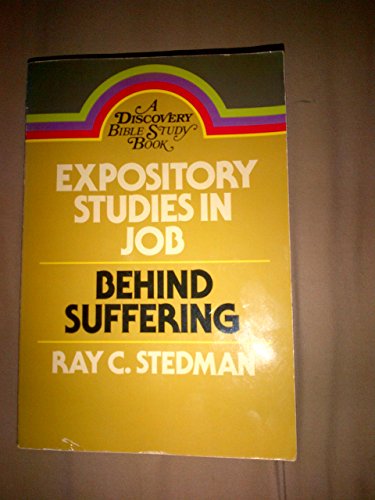 A
DISCOVERY
BIBLE STUDY
BOOK
EXPOSITORY
STUDIES IN
JOB
BEHIND
SUFFERING
RAY C. STEDMAN